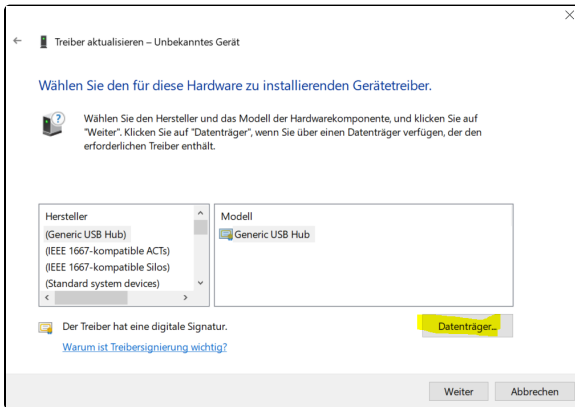 Treiber aktualisieren – Unbekanntes Gerät
Wählen Sie den für diese Hardware zu installierenden Gerätetreiber.
Wählen Sie den Hersteller und das Modell der Hardwarekomponente, und klicken Sie auf
"Weiter". Klicken Sie auf "Datenträger", wenn Sie über einen Datenträger verfügen, der den
erforderlichen Treiber enthält.
Hersteller
(Generic USB Hub)
(IEEE 1667-kompatible ACTs)
(IEEE 1667-kompatible Silos)
(Standard system devices)
Modell
Generic USB Hub
Der Treiber hat eine digitale Signatur.
Datenträger...
Warum ist Treibersignierung wichtig?
Weiter
Abbrechen